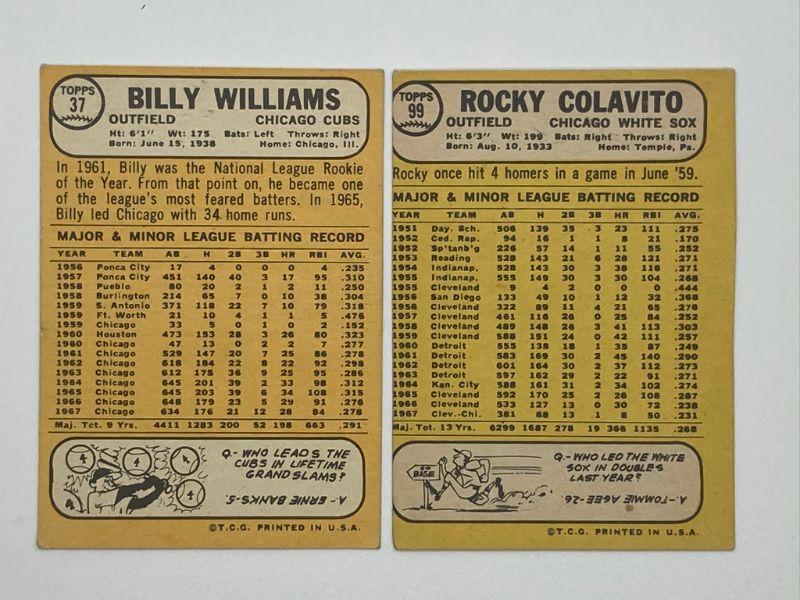 TOPPS
37
BILLY WILLIAMS
OUTFIELD CHICAGO CUBS
Ht: 6'1" Wt: 175 Bats: Left Throws: Right
Born: June 15, 1938 Home: Chicago, Ill.
In 1961, Billy was the National League Rookie
of the Year. From that point on, he became one
of the league's most feared batters. In 1965,
Billy led Chicago with 34 home runs.
MAJOR & MINOR LEAGUE BATTING RECORD
YEAR TEAM AB H 2B 3B HR RBI AVG.
1956 Ponca City 17 4 0 0 0 4 .235
1957 Ponca City 451 140 40 3 17 95 .310
1958 Pueblo 80 20 2 1 2 11 .250
1958 Burlington 214 65 7 0 10 38 .304
1959 S. Antonio 371 118 22 7 10 79 .318
1959 Ft. Worth 21 10 4 1 1 5 .476
1959 Chicago 33 5 0 1 0 2 .152
1960 Houston 473 153 28 3 26 80 .323
1960 Chicago 47 13 0 2 2 7 .277
1961 Chicago 529 147 20 7 25 86 .278
1962 Chicago 618 184 22 8 22 92 .298
1963 Chicago 612 175 36 9 25 95 .286
1964 Chicago 645 201 39 2 33 98 .312
1965 Chicago 645 203 39 6 34 108 .315
1966 Chicago 648 179 23 5 29 91 .276
1967 Chicago 634 176 21 12 28 84 .278
Maj. Tot. 9 Yrs. 4411 1283 200 52 198 663 .291
Q.-WHO LEADS THE
CUBS IN LIFETIME
GRAND SLAMS?
A.-ERNIE BANKS-5.
©T.C.G. PRINTED IN U.S.A.
TOPPS
99
ROCKY COLAVITO
OUTFIELD CHICAGO WHITE SOX
Ht: 6'3" Wt: 199 Bats: Right Throws: Right
Born: Aug. 10, 1933 Home: Temple, Pa.
Rocky once hit 4 homers in a game in June '59.
MAJOR & MINOR LEAGUE BATTING RECORD
YEAR TEAM AB H 2B 3B HR RBI AVG.
1951 Day. Sch. 506 139 35 3 23 111 .275
1952 Ced. Rap. 94 16 1 1 8 21 .170
1952 Sp'tanb'g 226 57 14 1 11 55 .252
1953 Reading 528 143 21 6 28 121 .271
1954 Indianap. 528 143 30 3 38 116 .271
1955 Indianap. 555 149 30 3 30 104 .268
1955 Cleveland 9 4 2 0 0 0 .444
1956 San Diego 133 49 10 1 12 32 .368
1956 Cleveland 322 89 11 4 21 65 .276
1957 Cleveland 461 116 26 0 25 84 .252
1958 Cleveland 489 148 26 3 41 113 .303
1959 Cleveland 588 151 24 0 42 111 .257
1960 Detroit 555 138 18 1 35 87 .249
1961 Detroit 583 169 30 2 45 140 .290
1962 Detroit 601 164 30 2 37 112 .273
1963 Detroit 597 162 29 2 22 91 .271
1964 Kan. City 588 161 31 2 34 102 .274
1965 Cleveland 592 170 25 2 26 108 .287
1966 Cleveland 533 127 13 0 30 72 .238
1967 Clev.-Chi. 381 88 13 1 8 50 .231
Maj. Tot. 13 Yrs. 6299 1687 278 19 366 1135 .268
BASE
Q.-WHO LED THE WHITE
SOX IN DOUBLES
LAST YEAR?
A.-TOMMIE AGEE-26.
©T.C.G. PRINTED IN U.S.A.